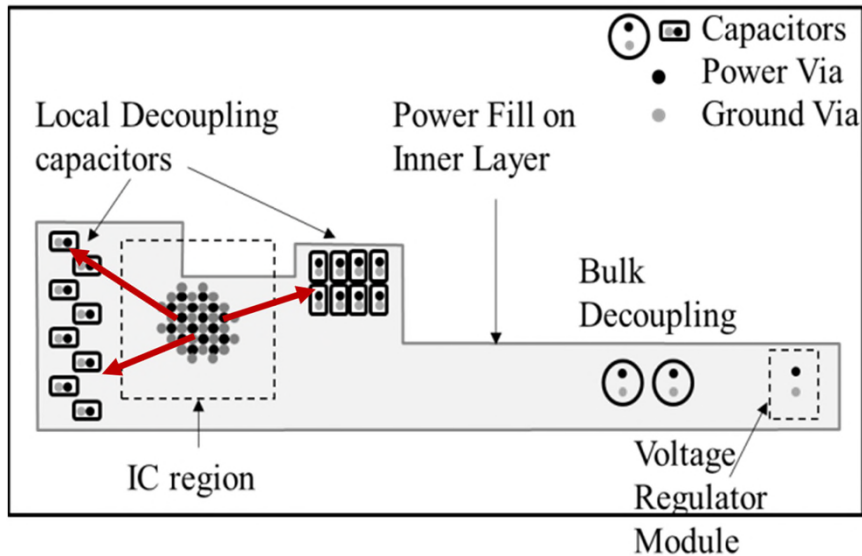 Capacitors
Power Via
Ground Via
Local Decoupling
capacitors
Power Fill on
Inner Layer
Bulk
Decoupling
IC region
Voltage
Regulator
Module